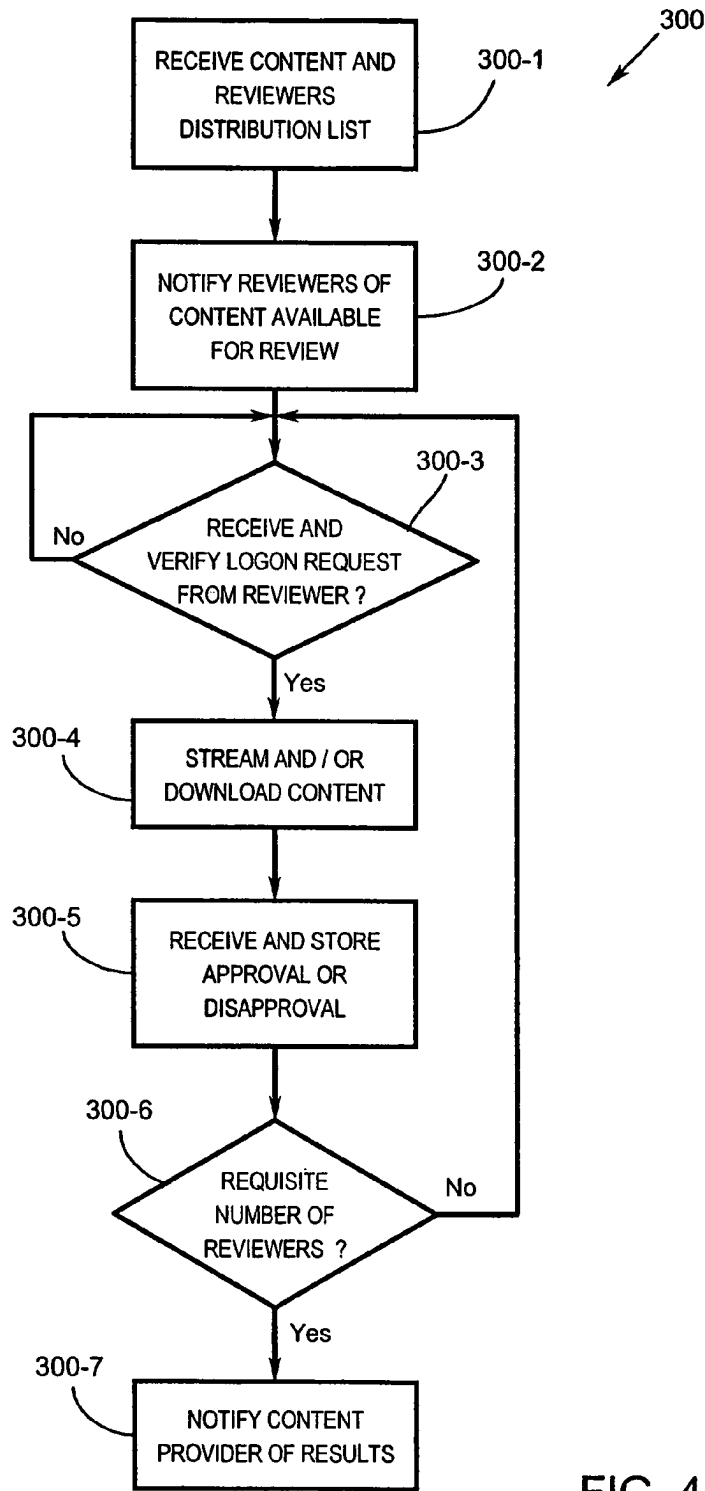 300
RECEIVE CONTENT AND
REVIEWERS
DISTRIBUTION LIST
300-1
NOTIFY REVIEWERS OF
CONTENT AVAILABLE
FOR REVIEW
300-2
300-3
No
RECEIVE AND
VERIFY LOGON REQUEST
FROM REVIEWER ?
Yes
300-4
STREAM AND / OR
DOWNLOAD CONTENT
300-5
RECEIVE AND STORE
APPROVAL OR
DISAPPROVAL
300-6
REQUISITE
NUMBER OF
REVIEWERS ?
No
Yes
300-7
NOTIFY CONTENT
PROVIDER OF RESULTS
FIG. 4